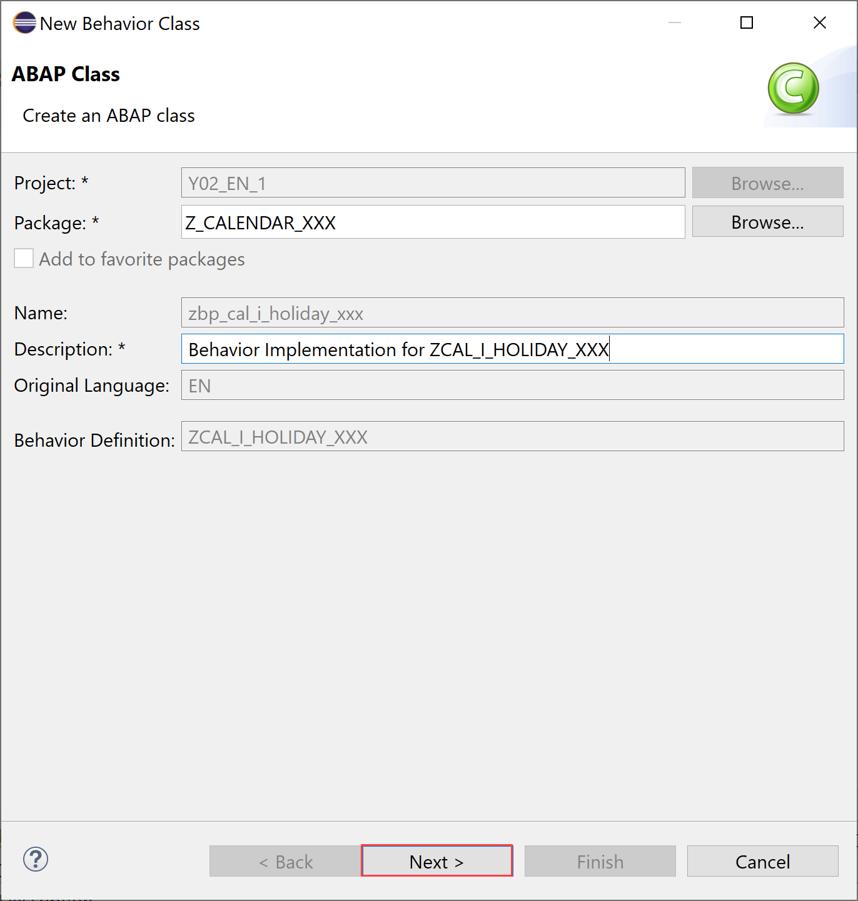 New Behavior Class
ABAP Class
Create an ABAP class
Project: * Y02_EN_1 Browse...
Package: * Z_CALENDAR_XXX Browse...
Add to favorite packages
Name: zbp_cal_i_holiday_xxx
Description: * Behavior Implementation for ZCAL_I_HOLIDAY_XXX
Original Language: EN
Behavior Definition: ZCAL_I_HOLIDAY_XXX
? < Back Next > Finish Cancel